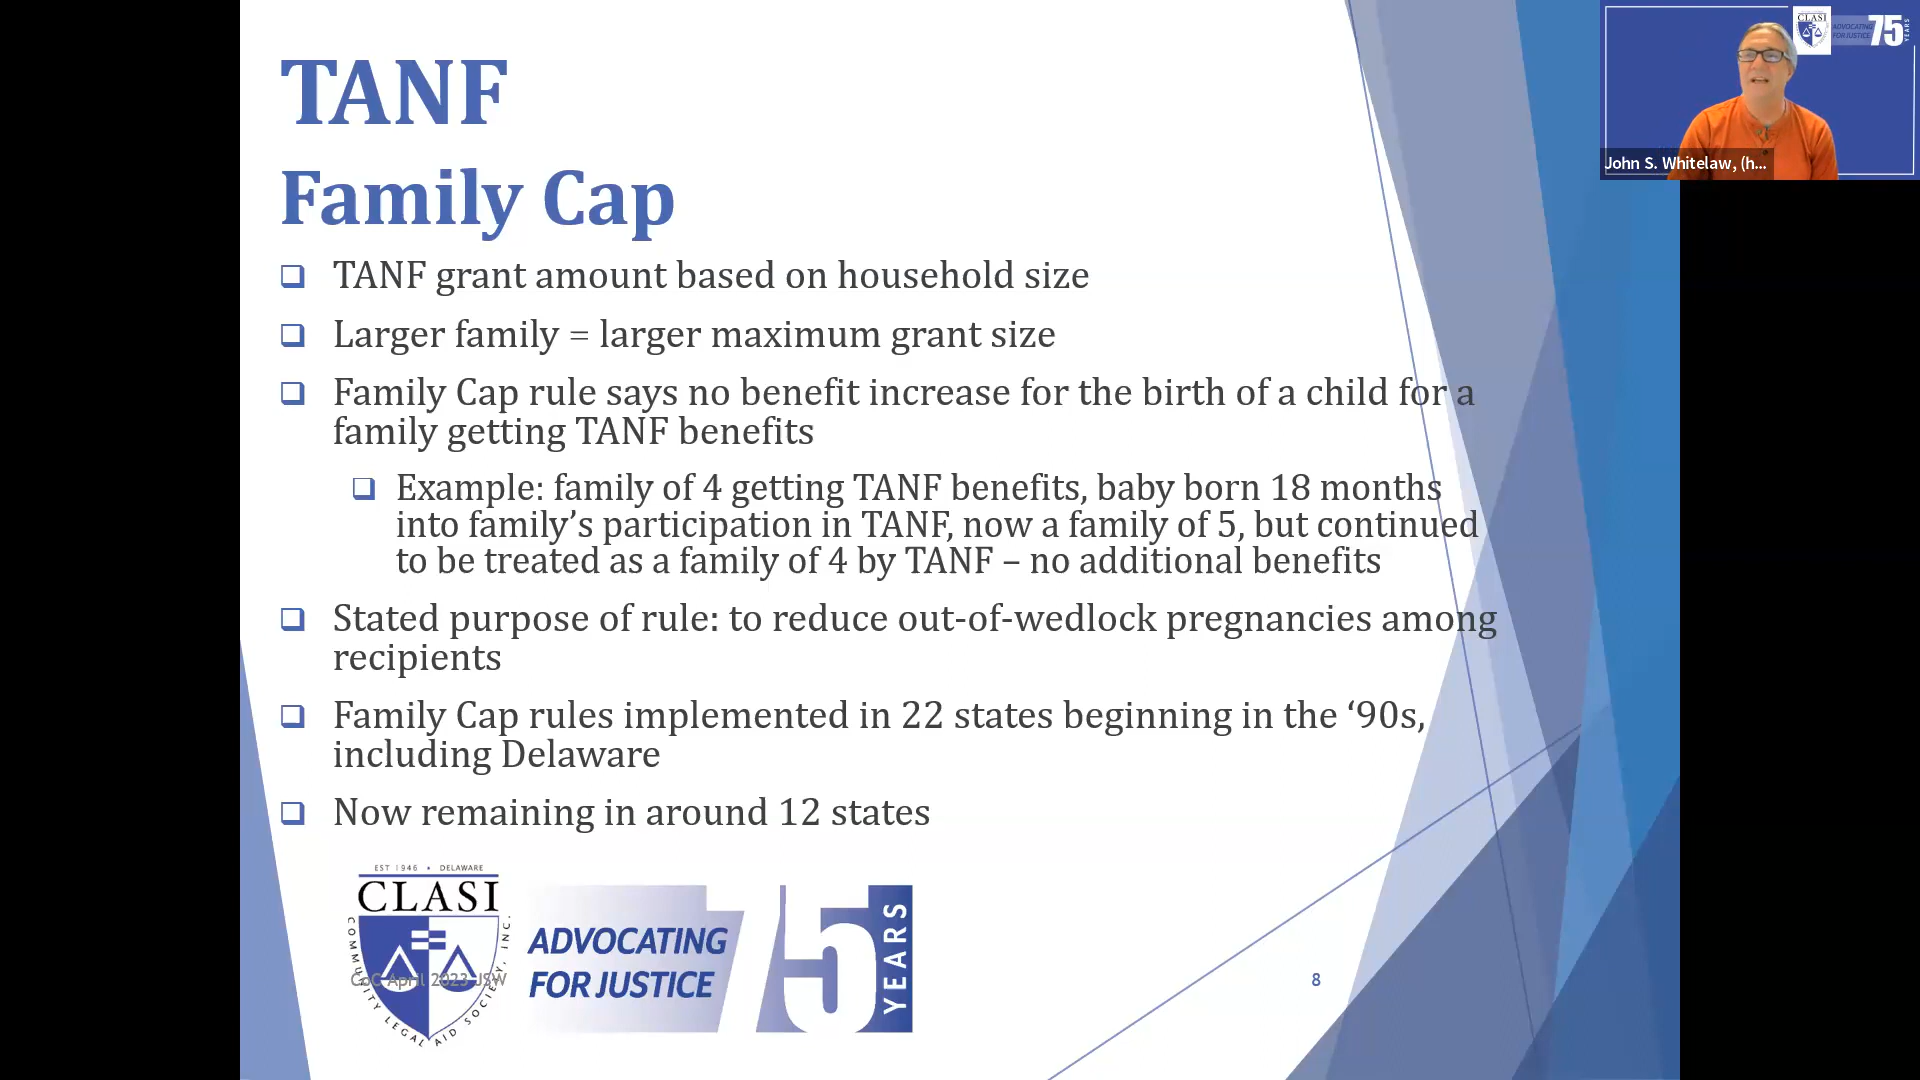 TANF
Family Cap
TANF grant amount based on household size
Larger family = larger maximum grant size
Family Cap rule says no benefit increase for the birth of a child for a
family getting TANF benefits
Example: family of 4 getting TANF benefits, baby born 18 months
into family’s participation in TANF, now a family of 5, but continued
to be treated as a family of 4 by TANF – no additional benefits
Stated purpose of rule: to reduce out-of-wedlock pregnancies among
recipients
Family Cap rules implemented in 22 states beginning in the ‘90s,
including Delaware
Now remaining in around 12 states
EST 1946 • DELAWARE
CLASI
COMMUNITY LEGAL AID SOCIETY, INC.
CoC April 2023 JSW
ADVOCATING
FOR JUSTICE
75
YEARS
8
CLASI
ADVOCATING
FOR JUSTICE
75
YEARS
John S. Whitelaw, (h...